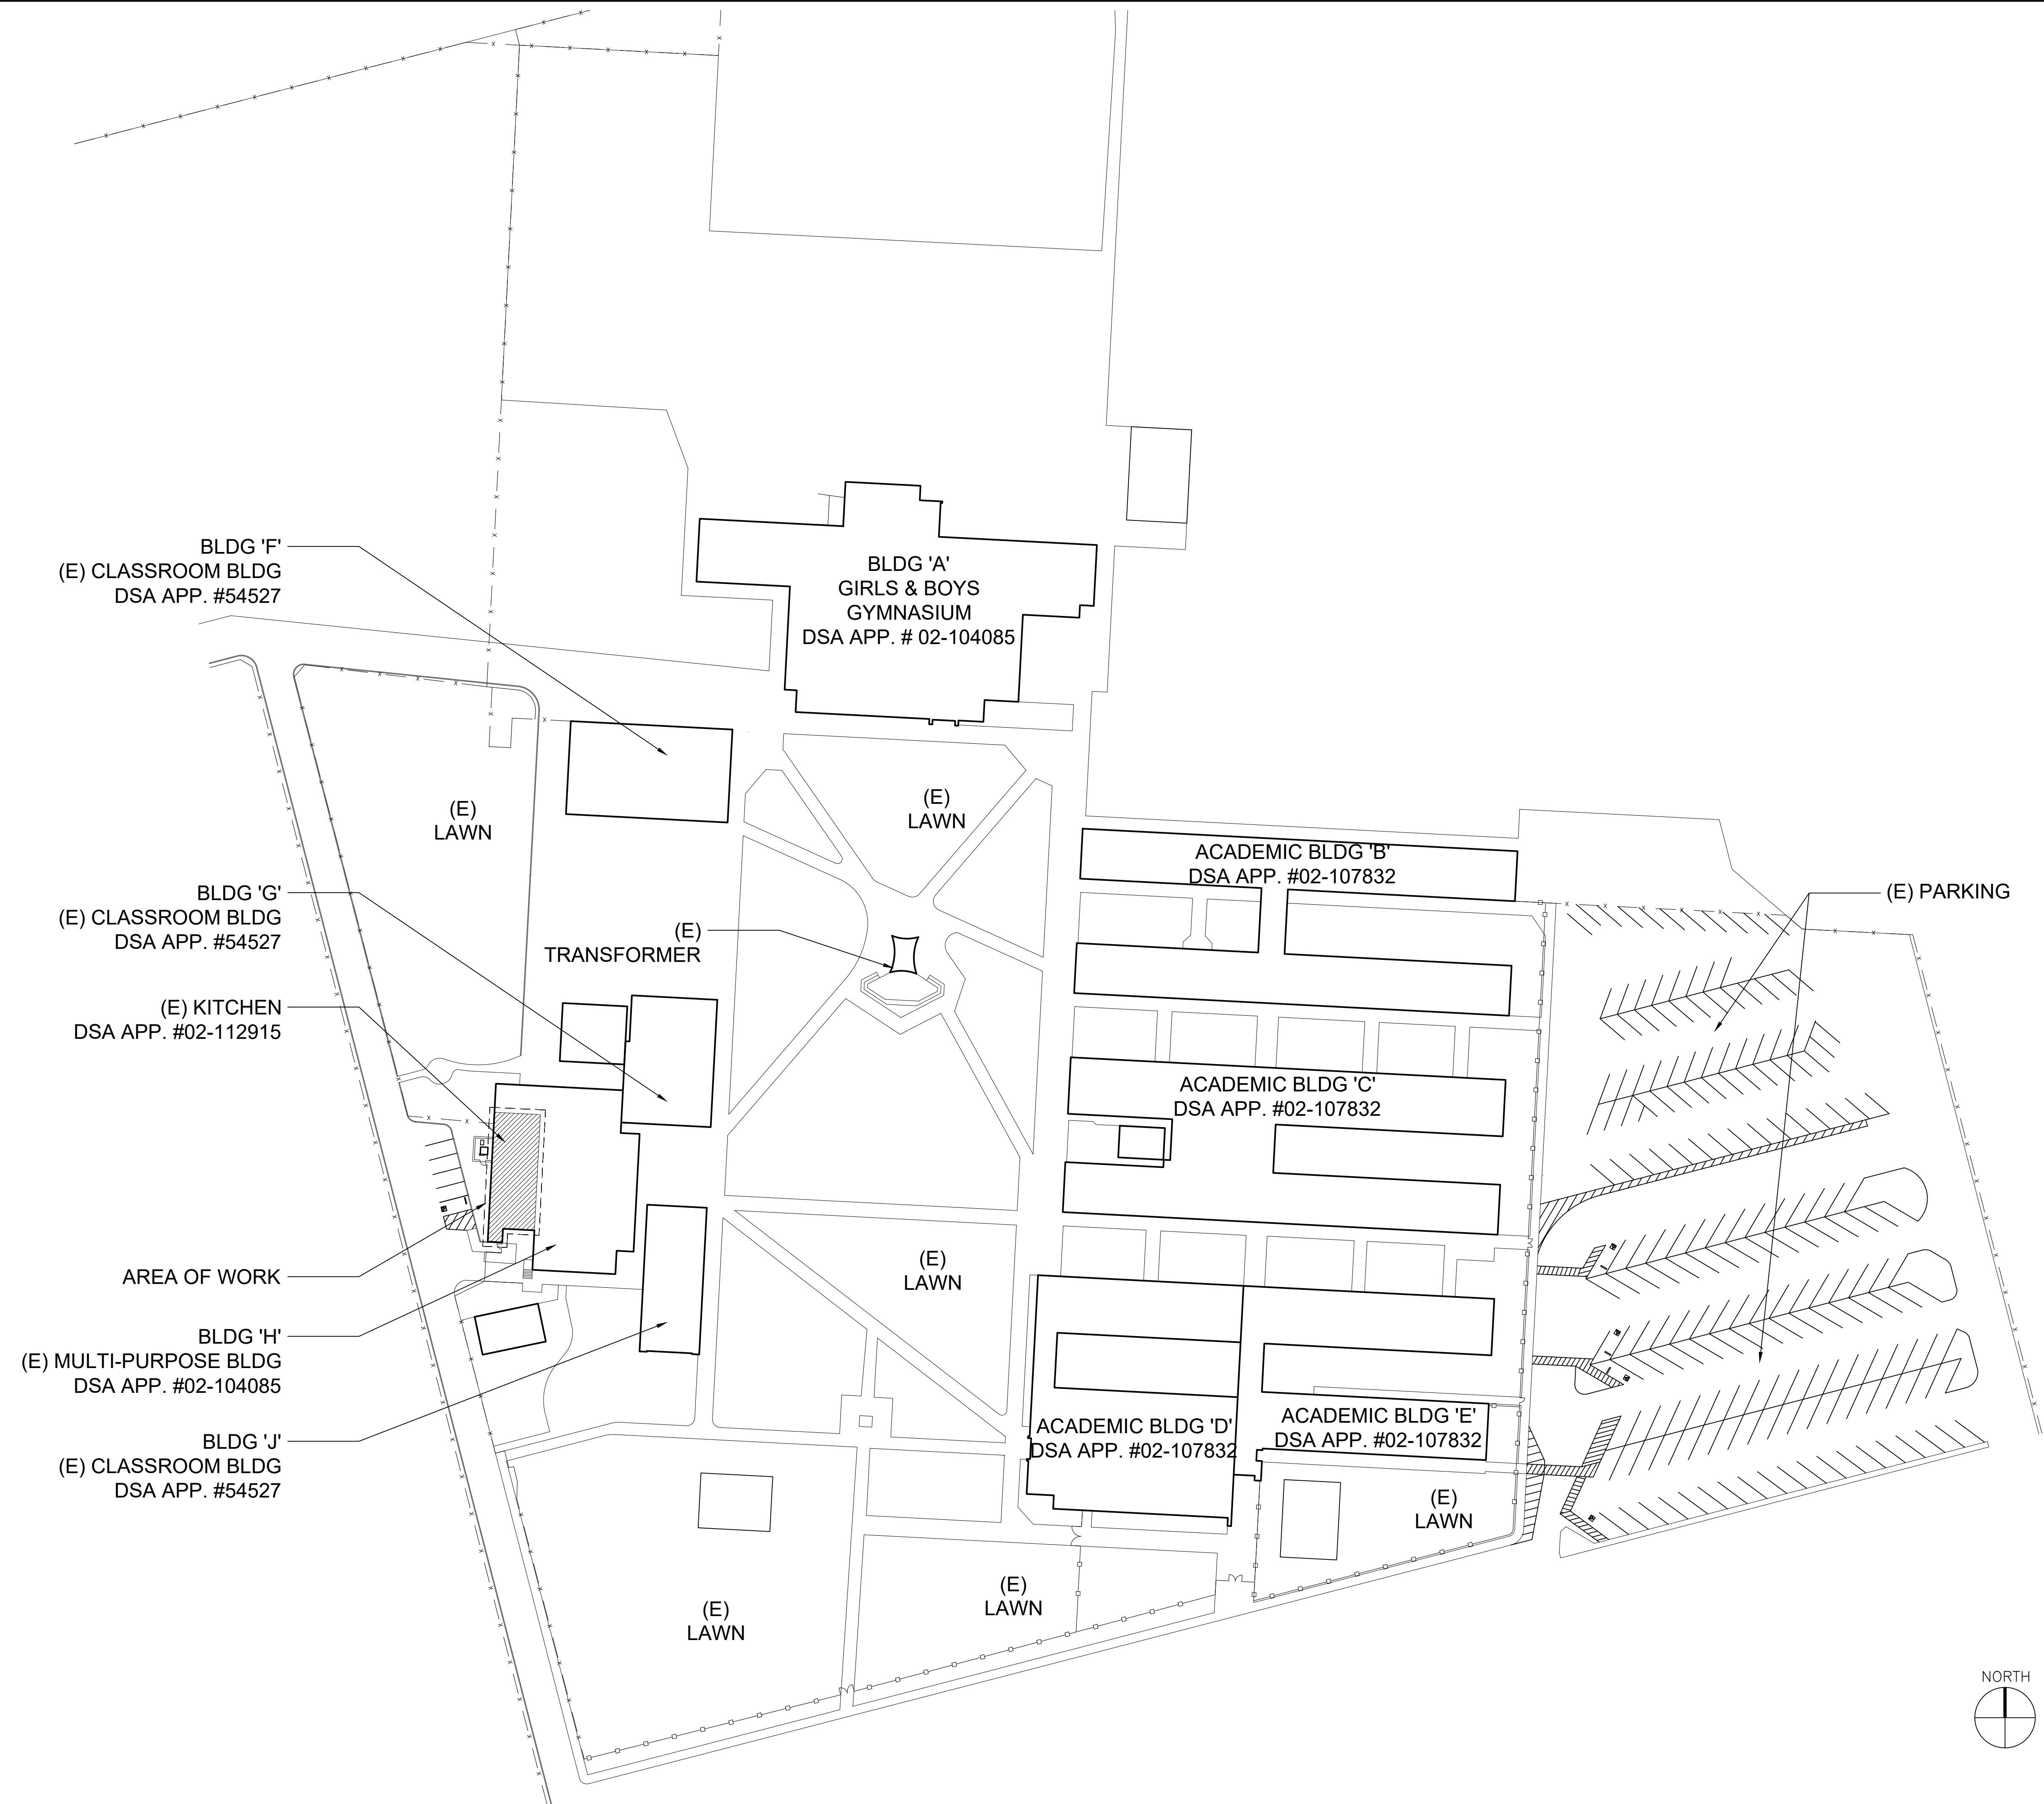 BLDG 'F'
(E) CLASSROOM BLDG
DSA APP. #54527
BLDG 'A'
GIRLS & BOYS
GYMNASIUM
DSA APP. # 02-104085
(E)
LAWN
(E)
LAWN
ACADEMIC BLDG 'B'
DSA APP. #02-107832
BLDG 'G'
(E) CLASSROOM BLDG
DSA APP. #54527
(E)
TRANSFORMER
(E) PARKING
(E) KITCHEN
DSA APP. #02-112915
ACADEMIC BLDG 'C'
DSA APP. #02-107832
AREA OF WORK
(E)
LAWN
BLDG 'H'
(E) MULTI-PURPOSE BLDG
DSA APP. #02-104085
BLDG 'J'
(E) CLASSROOM BLDG
DSA APP. #54527
ACADEMIC BLDG 'D'
DSA APP. #02-107832
ACADEMIC BLDG 'E'
DSA APP. #02-107832
(E)
LAWN
(E)
LAWN
(E)
LAWN
NORTH